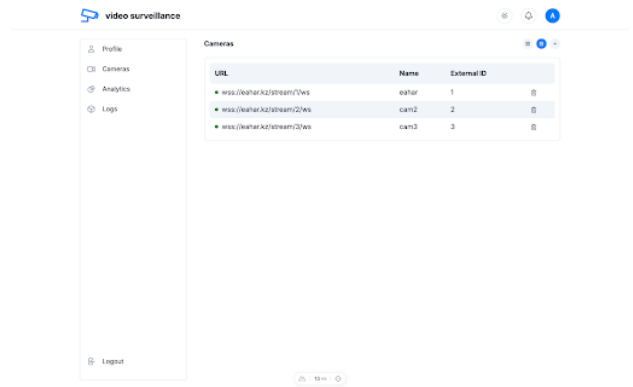 video surveillance
A
Profile
Cameras
Analytics
Logs
Logout
Cameras
URL Name External ID
wss://eahar.kz/stream/1/ws eahar 1
wss://eahar.kz/stream/2/ws cam2 2
wss://eahar.kz/stream/3/ws cam3 3